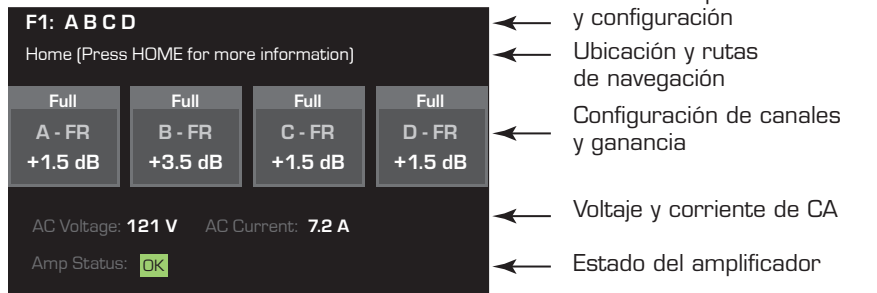 F1: A B C D
y configuración
Home (Press HOME for more information)
Ubicación y rutas
de navegación
Full Full Full Full
A - FR B - FR C - FR D - FR
+1.5 dB +3.5 dB +1.5 dB +1.5 dB
Configuración de canales
y ganancia
AC Voltage: 121 V AC Current: 7.2 A
Voltaje y corriente de CA
Amp Status: OK
Estado del amplificador